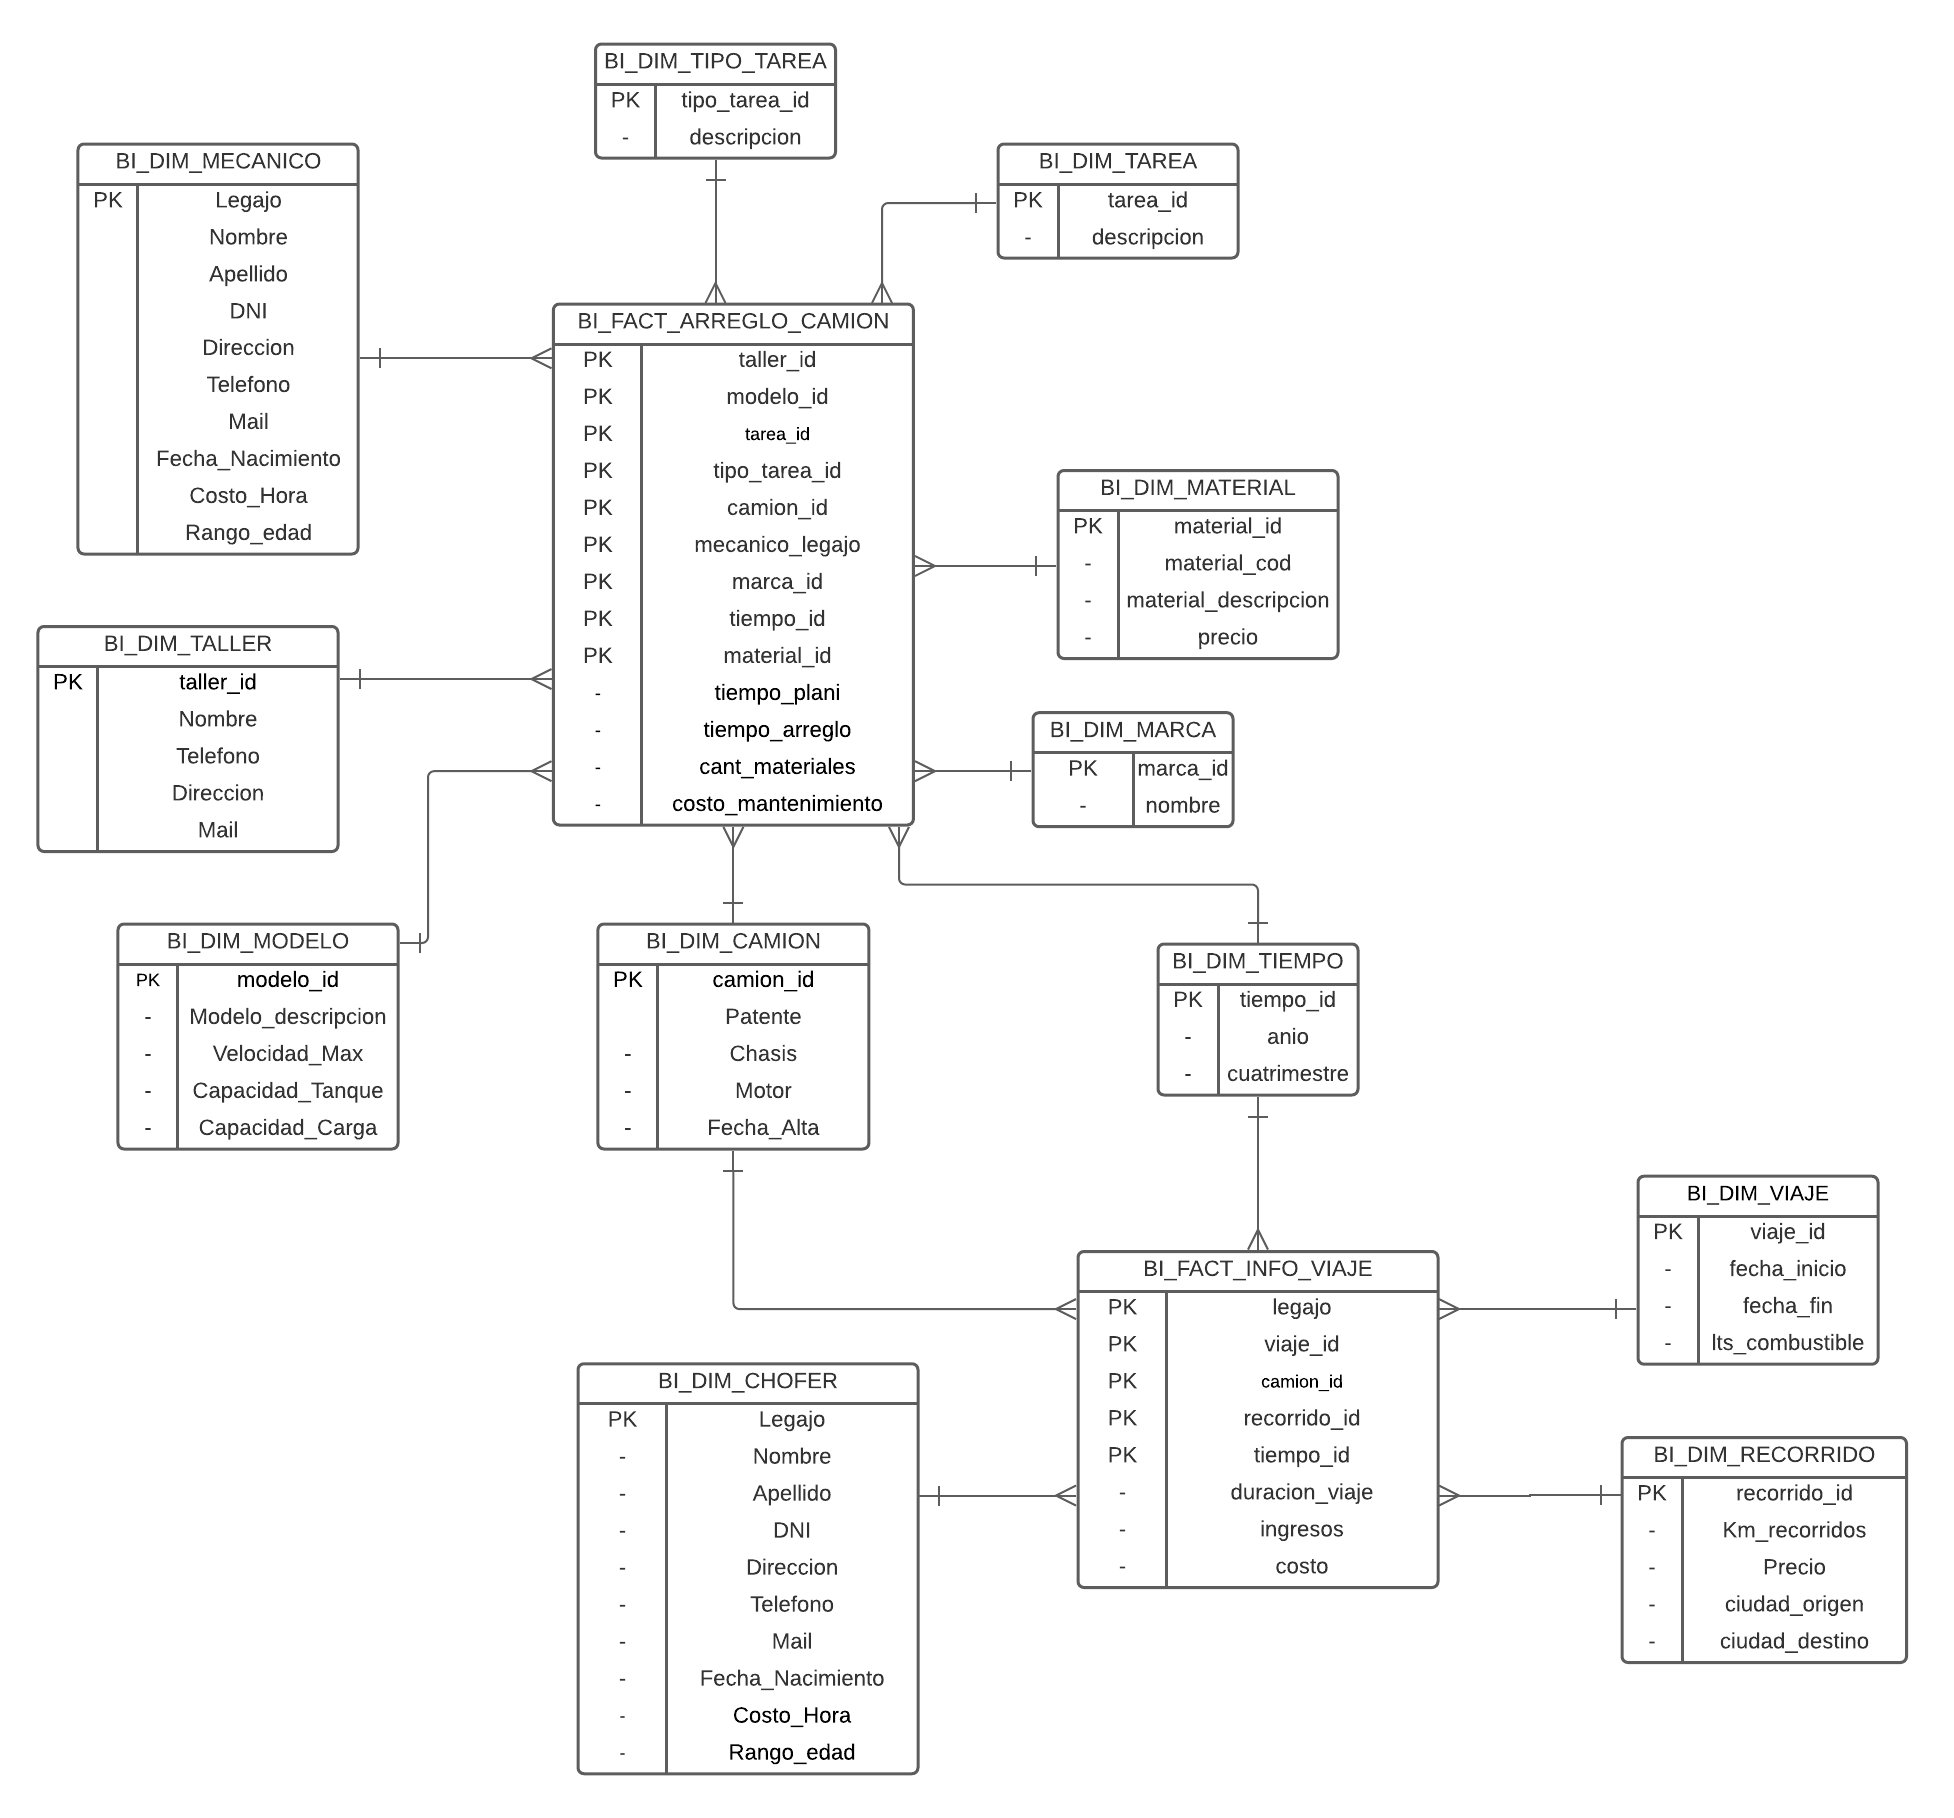 BI_DIM_TIPO_TAREA
PK tipo_tarea_id
- descripcion
BI_DIM_MECANICO
PK Legajo
Nombre
Apellido
DNI
Direccion
Telefono
Mail
Fecha_Nacimiento
Costo_Hora
Rango_edad
BI_DIM_TAREA
PK tarea_id
- descripcion
BI_FACT_ARREGLO_CAMION
PK taller_id
PK modelo_id
PK tarea_id
PK tipo_tarea_id
PK camion_id
PK mecanico_legajo
PK marca_id
PK tiempo_id
PK material_id
- tiempo_plani
- tiempo_arreglo
- cant_materiales
- costo_mantenimiento
BI_DIM_MATERIAL
PK material_id
- material_cod
- material_descripcion
- precio
BI_DIM_TALLER
PK taller_id
Nombre
Telefono
Direccion
Mail
BI_DIM_MARCA
PK marca_id
- nombre
BI_DIM_MODELO
PK modelo_id
- Modelo_descripcion
- Velocidad_Max
- Capacidad_Tanque
- Capacidad_Carga
BI_DIM_CAMION
PK camion_id
Patente
- Chasis
- Motor
- Fecha_Alta
BI_DIM_TIEMPO
PK tiempo_id
- anio
- cuatrimestre
BI_DIM_VIAJE
PK viaje_id
- fecha_inicio
- fecha_fin
- lts_combustible
BI_FACT_INFO_VIAJE
PK legajo
PK viaje_id
PK camion_id
PK recorrido_id
PK tiempo_id
- duracion_viaje
- ingresos
- costo
BI_DIM_CHOFER
PK Legajo
- Nombre
- Apellido
- DNI
- Direccion
- Telefono
- Mail
- Fecha_Nacimiento
- Costo_Hora
- Rango_edad
BI_DIM_RECORRIDO
PK recorrido_id
- Km_recorridos
- Precio
- ciudad_origen
- ciudad_destino